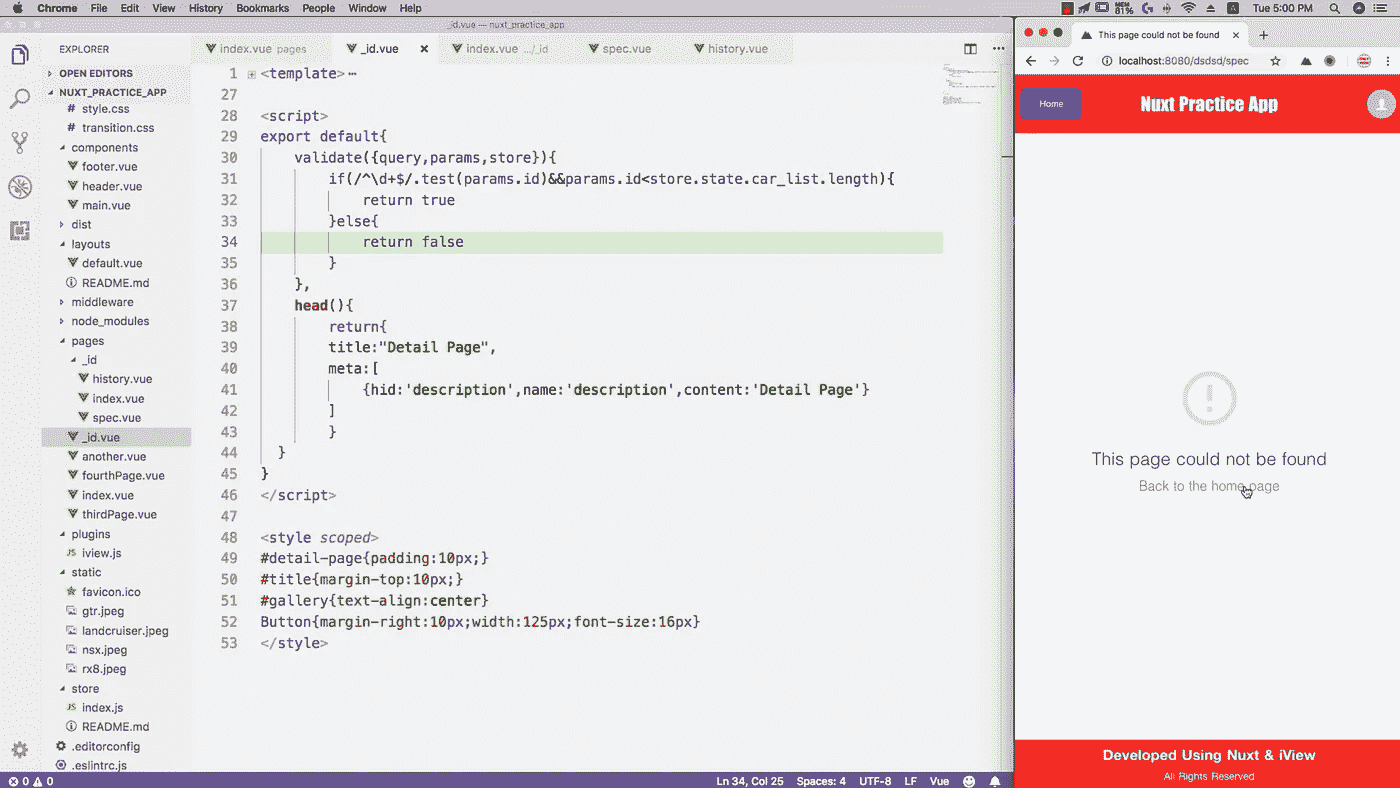 Chrome File Edit View History Bookmarks People Window Help
MEM 81% Tue 5:00 PM
_id.vue — nuxt_practice_app
EXPLORER
OPEN EDITORS
NUXT_PRACTICE_APP
# style.css
# transition.css
components
footer.vue
header.vue
main.vue
dist
layouts
default.vue
README.md
middleware
node_modules
pages
_id
history.vue
index.vue
spec.vue
_id.vue
another.vue
fourthPage.vue
index.vue
thirdPage.vue
plugins
JS iview.js
static
favicon.ico
gtr.jpeg
landcruiser.jpeg
nsx.jpeg
rx8.jpeg
store
JS index.js
README.md
.editorconfig
.eslintrc.js
index.vue pages
_id.vue
index.vue .../_id
spec.vue
history.vue
1 <template>
27
28 <script>
29 export default{
30 validate({query,params,store}){
31 if(/^\d+$/.test(params.id)&&params.id<store.state.car_list.length){
32 return true
33 }else{
34 return false
35 }
36 },
37 head(){
38 return{
39 title:"Detail Page",
40 meta:[
41 {hid:'description',name:'description',content:'Detail Page'}
42 ]
43 }
44 }
45 }
46 </script>
47
48 <style scoped>
49 #detail-page{padding:10px;}
50 #title{margin-top:10px;}
51 #gallery{text-align:center}
52 Button{margin-right:10px;width:125px;font-size:16px}
53 </style>
0 0
Ln 34, Col 25 Spaces: 4 UTF-8 LF Vue
This page could not be found
localhost:8080/dsdsd/spec
Home
Nuxt Practice App
This page could not be found
Back to the home page
Developed Using Nuxt & iView
All Rights Reserved